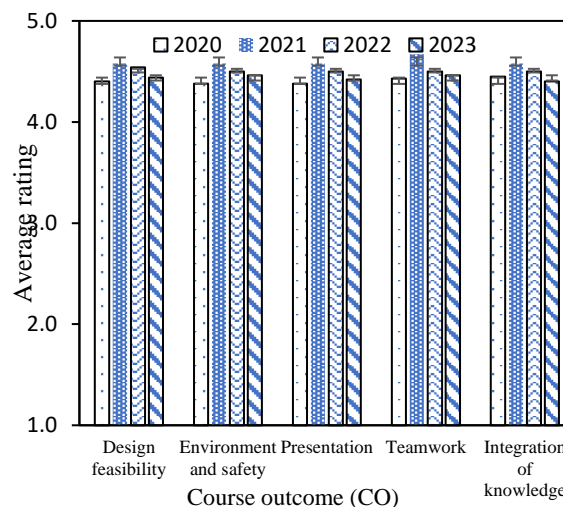 5.0
2020 2021 2022 2023
4.0
3.0
2.0
1.0
Average rating
Design
feasibility
Environment
and safety
Presentation
Teamwork
Integration
of
knowledge
Course outcome (CO)